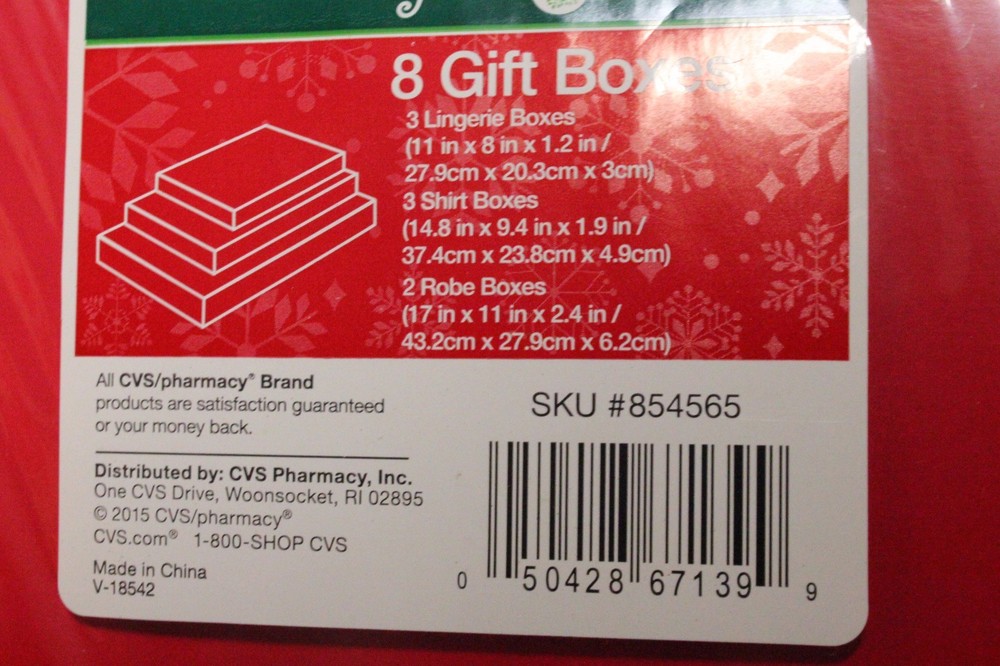 8 Gift Boxes
3 Lingerie Boxes
(11 in x 8 in x 1.2 in /
27.9cm x 20.3cm x 3cm)
3 Shirt Boxes
(14.8 in x 9.4 in x 1.9 in /
37.4cm x 23.8cm x 4.9cm)
2 Robe Boxes
(17 in x 11 in x 2.4 in /
43.2cm x 27.9cm x 6.2cm)
All CVS/pharmacy® Brand
products are satisfaction guaranteed
or your money back.
Distributed by: CVS Pharmacy, Inc.
One CVS Drive, Woonsocket, RI 02895
© 2015 CVS/pharmacy®
CVS.com® 1-800-SHOP CVS
Made in China
V-18542
SKU #854565
0 50428 67139 9